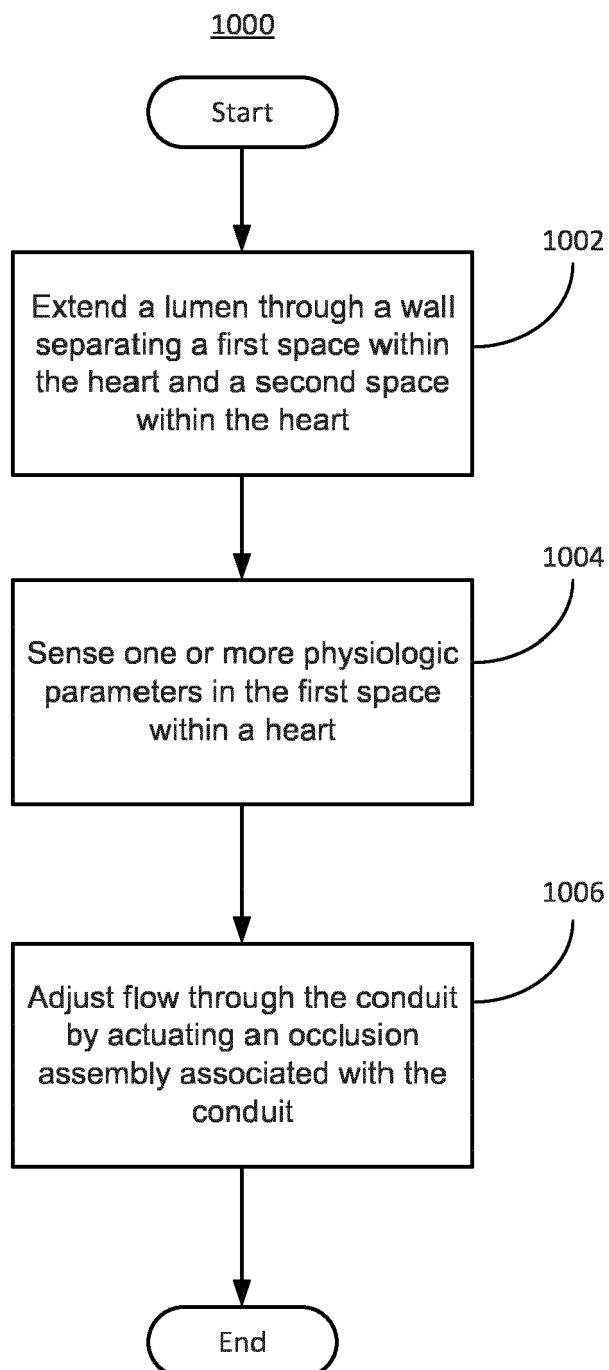 1000
Start
1002
Extend a lumen through a wall
separating a first space within
the heart and a second space
within the heart
1004
Sense one or more physiologic
parameters in the first space
within a heart
1006
Adjust flow through the conduit
by actuating an occlusion
assembly associated with the
conduit
End